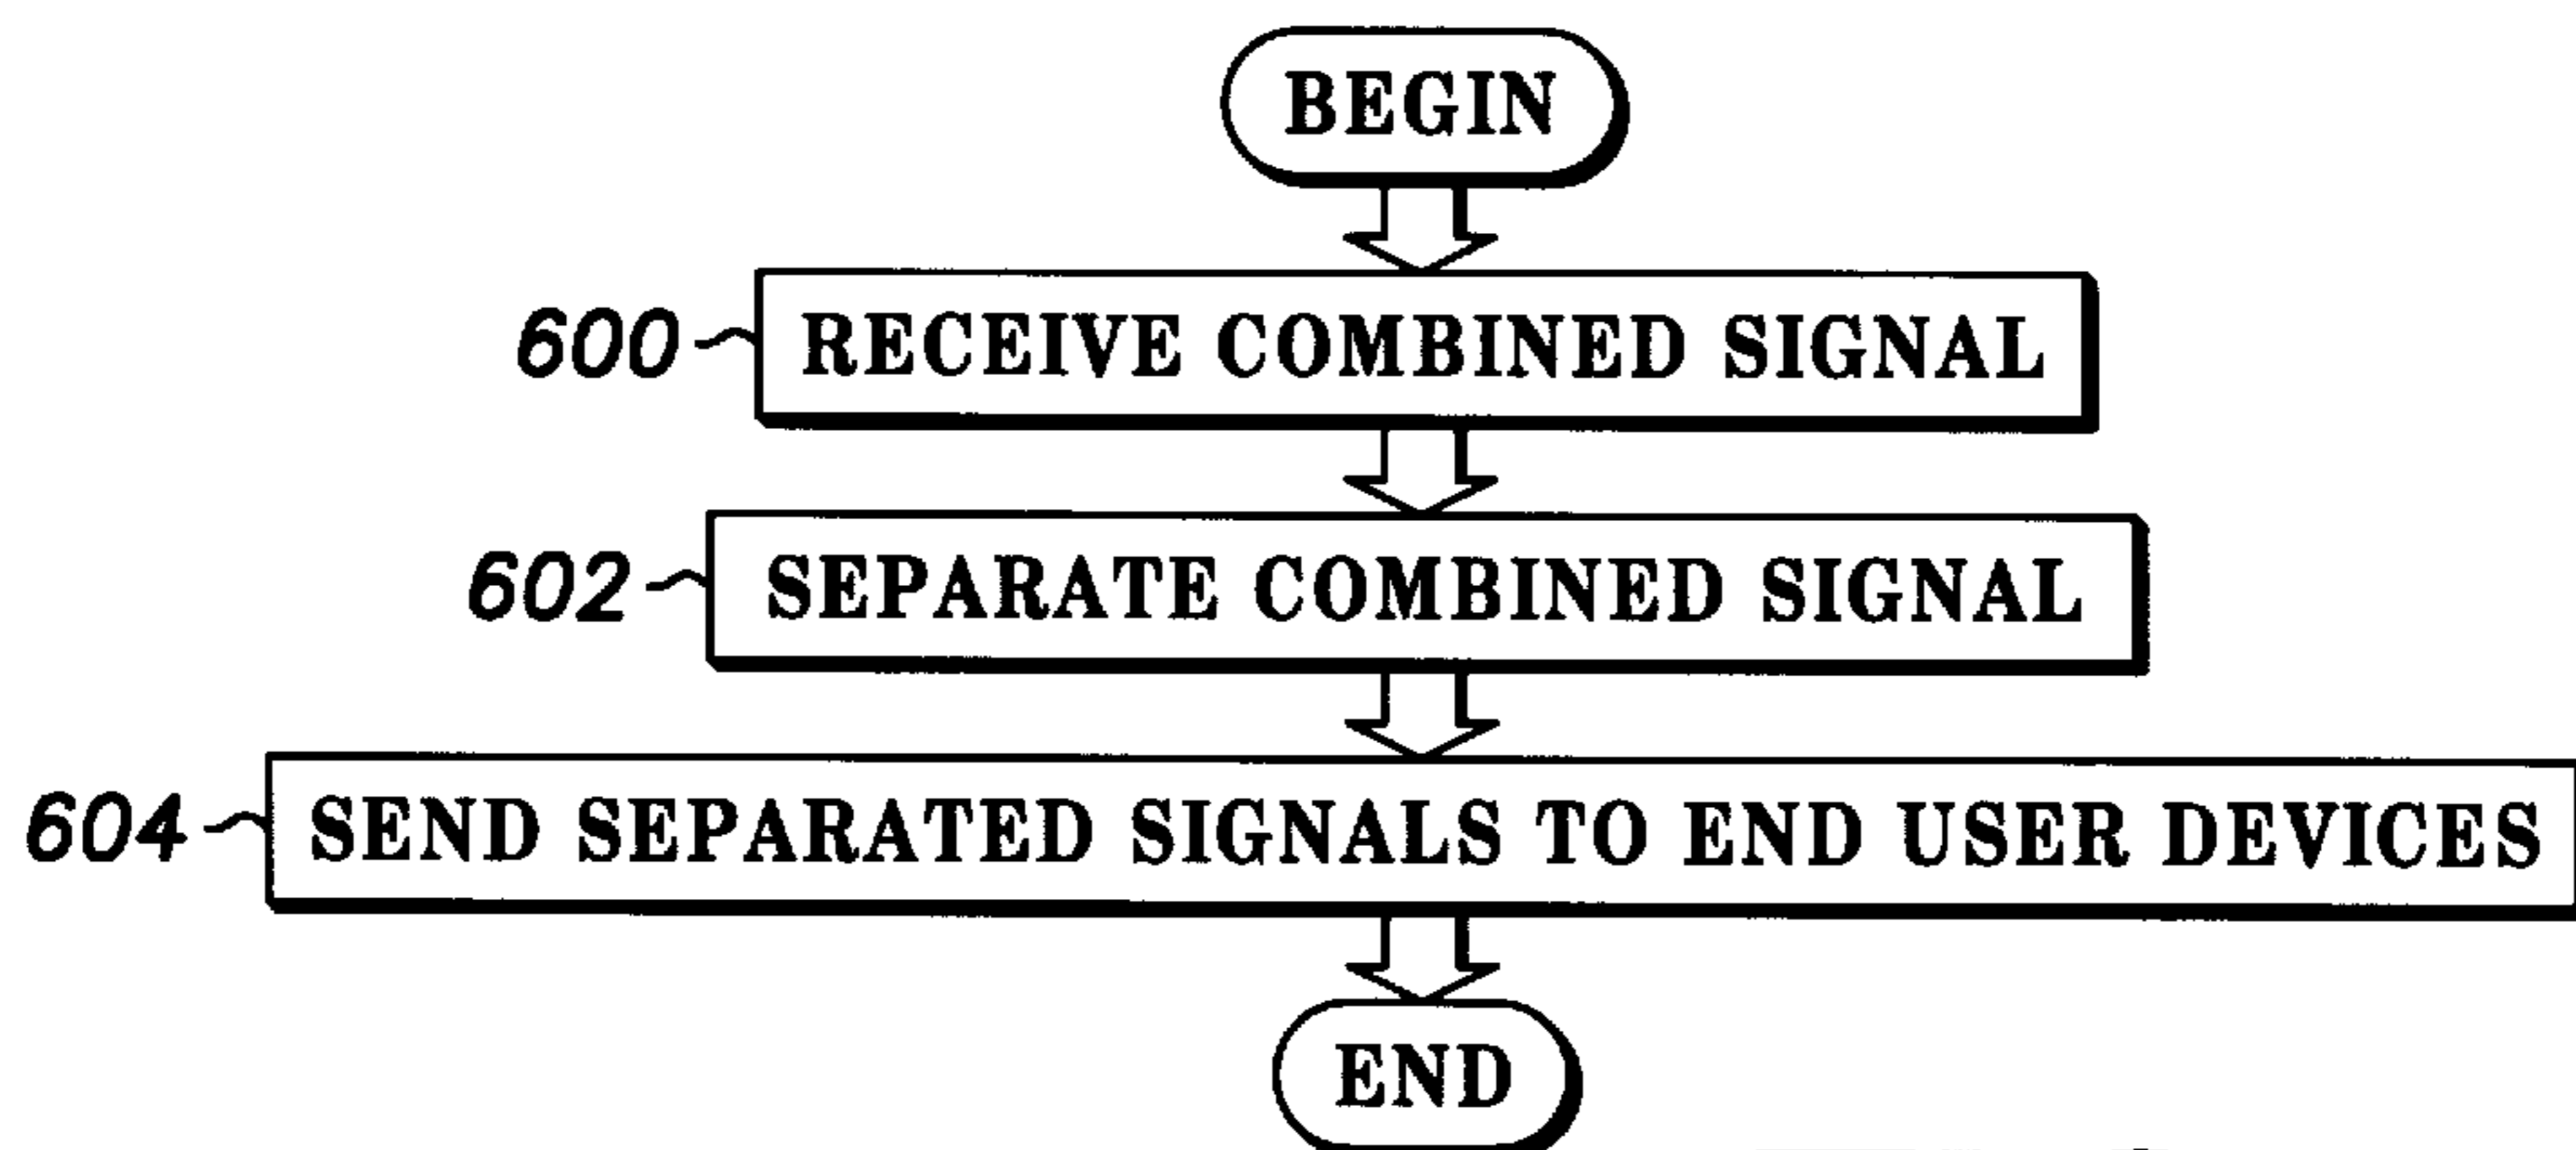 BEGIN
600 RECEIVE COMBINED SIGNAL
602 SEPARATE COMBINED SIGNAL
604 SEND SEPARATED SIGNALS TO END USER DEVICES
END